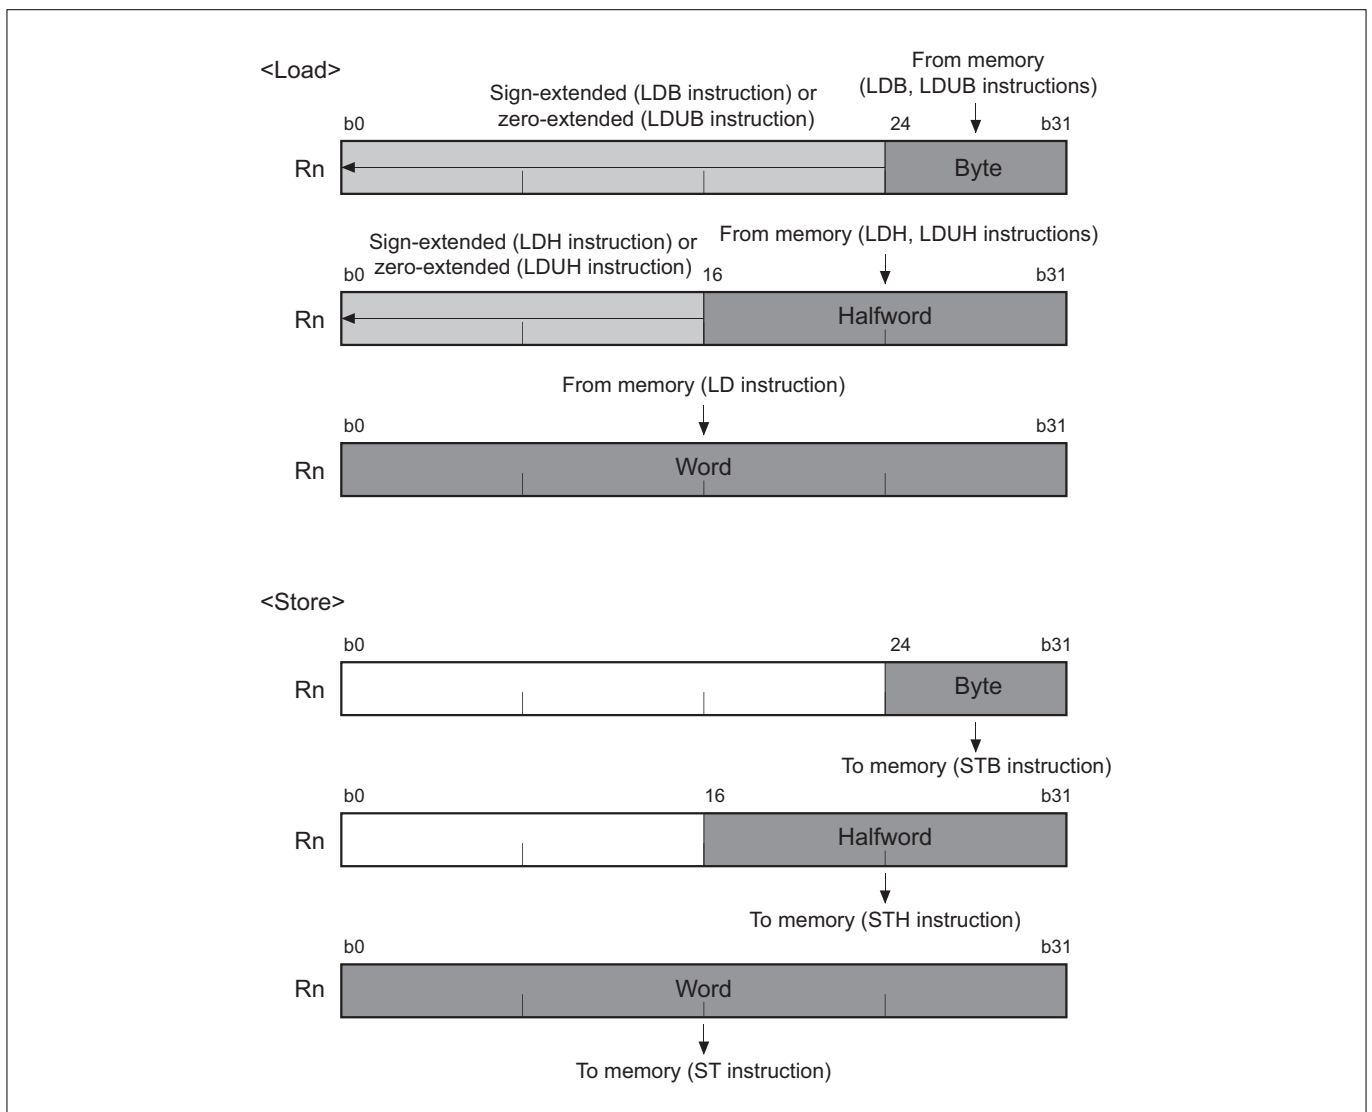 <Load>
From memory
(LDB, LDUB instructions)
Sign-extended (LDB instruction) or
zero-extended (LDUB instruction)
b0 24 b31
Rn Byte
From memory (LDH, LDUH instructions)
Sign-extended (LDH instruction) or
zero-extended (LDUH instruction)
b0 16 b31
Rn Halfword
From memory (LD instruction)
b0 b31
Rn Word
<Store>
b0 24 b31
Rn Byte
To memory (STB instruction)
b0 16 b31
Rn Halfword
To memory (STH instruction)
b0 b31
Rn Word
To memory (ST instruction)